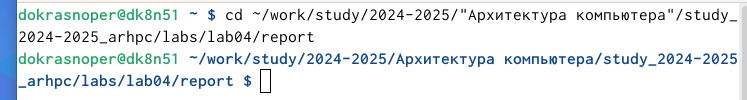 dokrasnoper@dk8n51 ~ $ cd ~/work/study/2024-2025/"Архитектура компьютера"/study_
2024-2025_arhpc/labs/lab04/report
dokrasnoper@dk8n51 ~/work/study/2024-2025/Архитектура компьютера/study_2024-2025
_arhpc/labs/lab04/report $